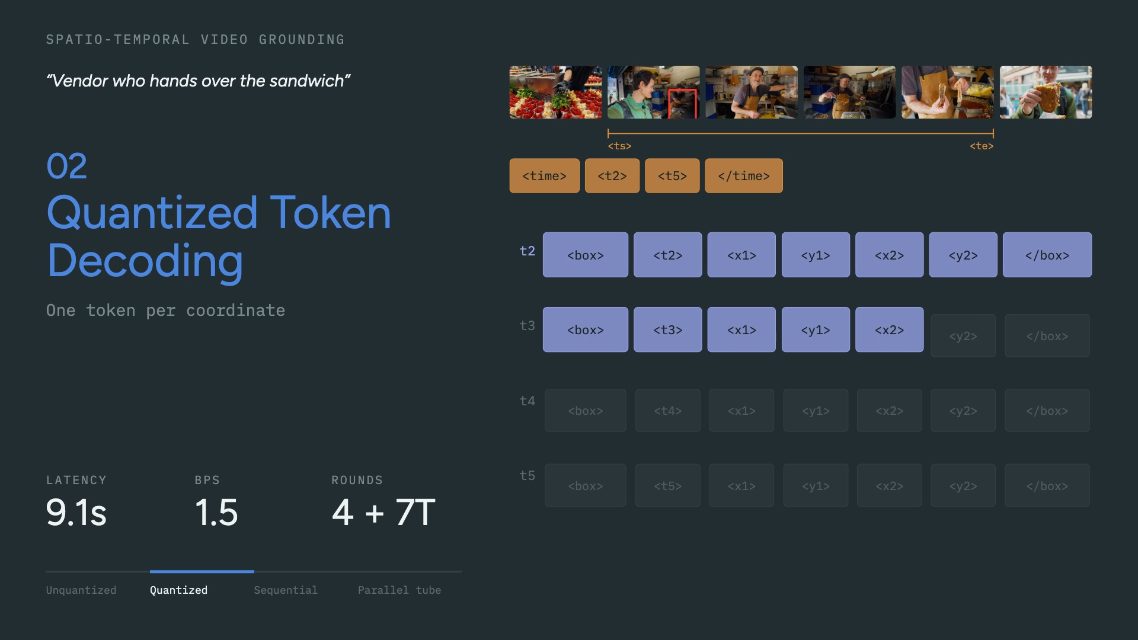 SPATIO-TEMPORAL VIDEO GROUNDING
“Vendor who hands over the sandwich”
02
Quantized Token
Decoding
One token per coordinate
LATENCY BPS ROUNDS
9.1s 1.5 4 + 7T
Unquantized Quantized Sequential Parallel tube
<ts> <te>
<time> <t2> <t5> </time>
t2 <box> <t2> <x1> <y1> <x2> <y2> </box>
t3 <box> <t3> <x1> <y1> <x2> <y2> </box>
t4 <box> <t4> <x1> <y1> <x2> <y2> </box>
t5 <box> <t5> <x1> <y1> <x2> <y2> </box>